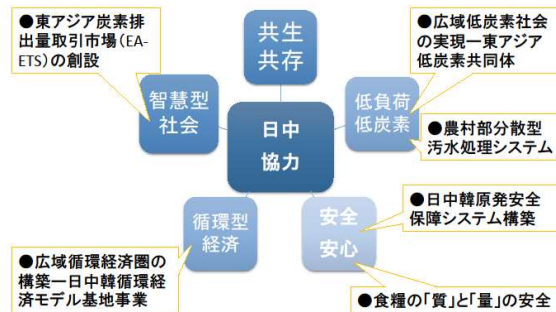 ●東アジア炭素排
出量取引市場(EA-
ETS)の創設
共生
共存
●広域低炭素社会
の実現ー東アジア
低炭素共同体
智慧型
社会
日中
協力
低負荷
低炭素
●農村部分散型
汚水処理システム
循環型
経済
安全
安心
●日中韓原発安全
保障システム構築
●広域循環経済圏の
構築ー日中韓循環経
済モデル基地事業
●食糧の「質」と「量」の安全